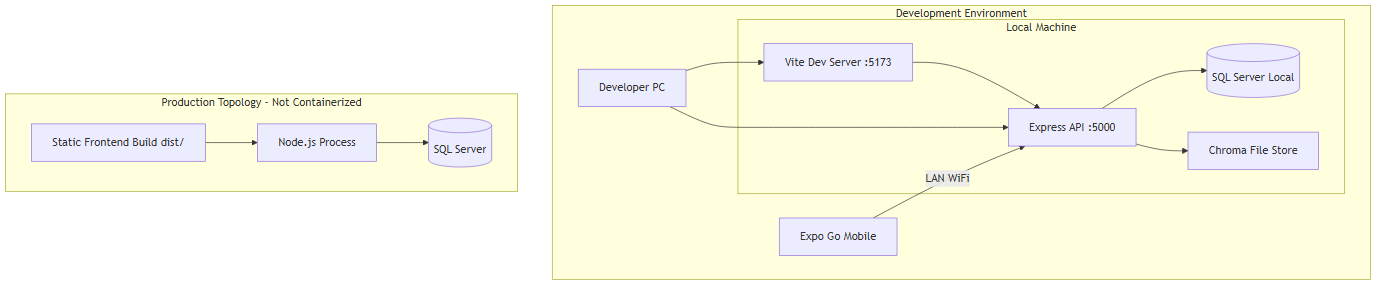 Production Topology - Not Containerized
Static Frontend Build dist/
Node.js Process
SQL Server
Development Environment
Local Machine
Developer PC
Vite Dev Server :5173
Express API :5000
SQL Server Local
Chroma File Store
LAN WiFi
Expo Go Mobile